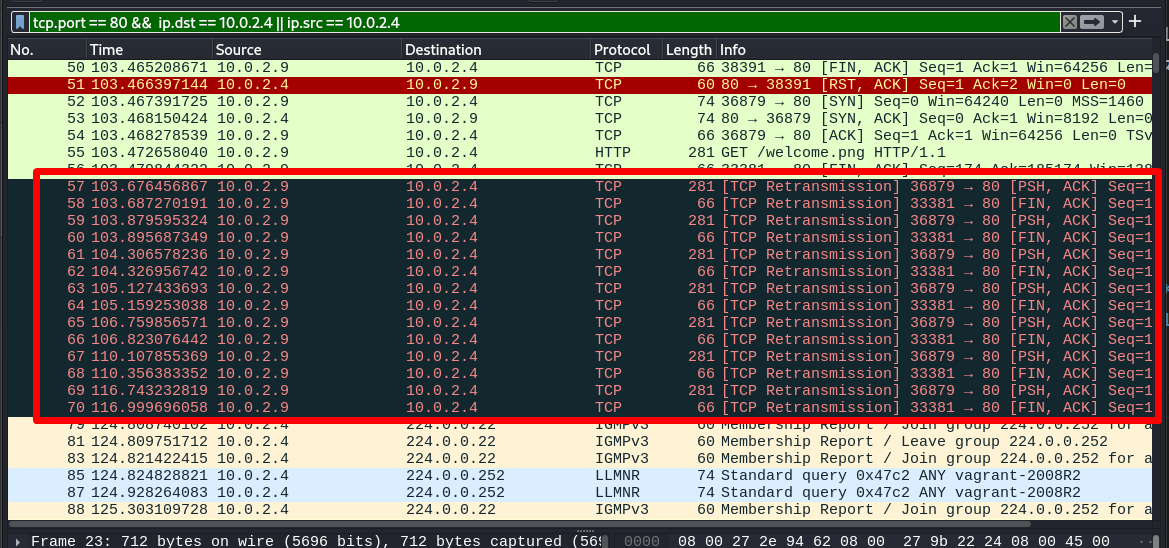 tcp.port == 80 && ip.dst == 10.0.2.4 || ip.src == 10.0.2.4
No. Time Source Destination Protocol Length Info
50 103.465208671 10.0.2.9 10.0.2.4 TCP 66 38391 → 80 [FIN, ACK] Seq=1 Ack=1 Win=64256 Len=
51 103.466397144 10.0.2.4 10.0.2.9 TCP 60 80 → 38391 [RST, ACK] Seq=1 Ack=2 Win=0 Len=0
52 103.467391725 10.0.2.9 10.0.2.4 TCP 74 36879 → 80 [SYN] Seq=0 Win=64240 Len=0 MSS=1460
53 103.468150424 10.0.2.4 10.0.2.9 TCP 74 80 → 36879 [SYN, ACK] Seq=0 Ack=1 Win=8192 Len=0
54 103.468278539 10.0.2.9 10.0.2.4 TCP 66 36879 → 80 [ACK] Seq=1 Ack=1 Win=64256 Len=0 TSv
55 103.472658040 10.0.2.9 10.0.2.4 HTTP 281 GET /welcome.png HTTP/1.1
57 103.676456867 10.0.2.9 10.0.2.4 TCP 281 [TCP Retransmission] 36879 → 80 [PSH, ACK] Seq=1
58 103.687270191 10.0.2.9 10.0.2.4 TCP 66 [TCP Retransmission] 33381 → 80 [FIN, ACK] Seq=1
59 103.879595324 10.0.2.9 10.0.2.4 TCP 281 [TCP Retransmission] 36879 → 80 [PSH, ACK] Seq=1
60 103.895687349 10.0.2.9 10.0.2.4 TCP 66 [TCP Retransmission] 33381 → 80 [FIN, ACK] Seq=1
61 104.306578236 10.0.2.9 10.0.2.4 TCP 281 [TCP Retransmission] 36879 → 80 [PSH, ACK] Seq=1
62 104.326956742 10.0.2.9 10.0.2.4 TCP 66 [TCP Retransmission] 33381 → 80 [FIN, ACK] Seq=1
63 105.127433693 10.0.2.9 10.0.2.4 TCP 281 [TCP Retransmission] 36879 → 80 [PSH, ACK] Seq=1
64 105.159253038 10.0.2.9 10.0.2.4 TCP 66 [TCP Retransmission] 33381 → 80 [FIN, ACK] Seq=1
65 106.759856571 10.0.2.9 10.0.2.4 TCP 281 [TCP Retransmission] 36879 → 80 [PSH, ACK] Seq=1
66 106.823076442 10.0.2.9 10.0.2.4 TCP 66 [TCP Retransmission] 33381 → 80 [FIN, ACK] Seq=1
67 110.107855369 10.0.2.9 10.0.2.4 TCP 281 [TCP Retransmission] 36879 → 80 [PSH, ACK] Seq=1
68 110.356383352 10.0.2.9 10.0.2.4 TCP 66 [TCP Retransmission] 33381 → 80 [FIN, ACK] Seq=1
69 116.743232819 10.0.2.9 10.0.2.4 TCP 281 [TCP Retransmission] 36879 → 80 [PSH, ACK] Seq=1
70 116.999696058 10.0.2.9 10.0.2.4 TCP 66 [TCP Retransmission] 33381 → 80 [FIN, ACK] Seq=1
79 10.0.2.4 224.0.0.22 IGMPv3 60 Membership Report / Join group 224.0.0.252 for a
81 124.809751712 10.0.2.4 224.0.0.22 IGMPv3 60 Membership Report / Leave group 224.0.0.252
83 124.821422415 10.0.2.4 224.0.0.22 IGMPv3 60 Membership Report / Join group 224.0.0.252 for a
85 124.824828821 10.0.2.4 224.0.0.252 LLMNR 74 Standard query 0x47c2 ANY vagrant-2008R2
87 124.928264083 10.0.2.4 224.0.0.252 LLMNR 74 Standard query 0x47c2 ANY vagrant-2008R2
88 125.303109728 10.0.2.4 224.0.0.22 IGMPv3 60 Membership Report / Join group 224.0.0.252 for a
Frame 23: 712 bytes on wire (5696 bits), 712 bytes captured (569 0000 08 00 27 2e 94 62 08 00 27 9b 22 24 08 00 45 00